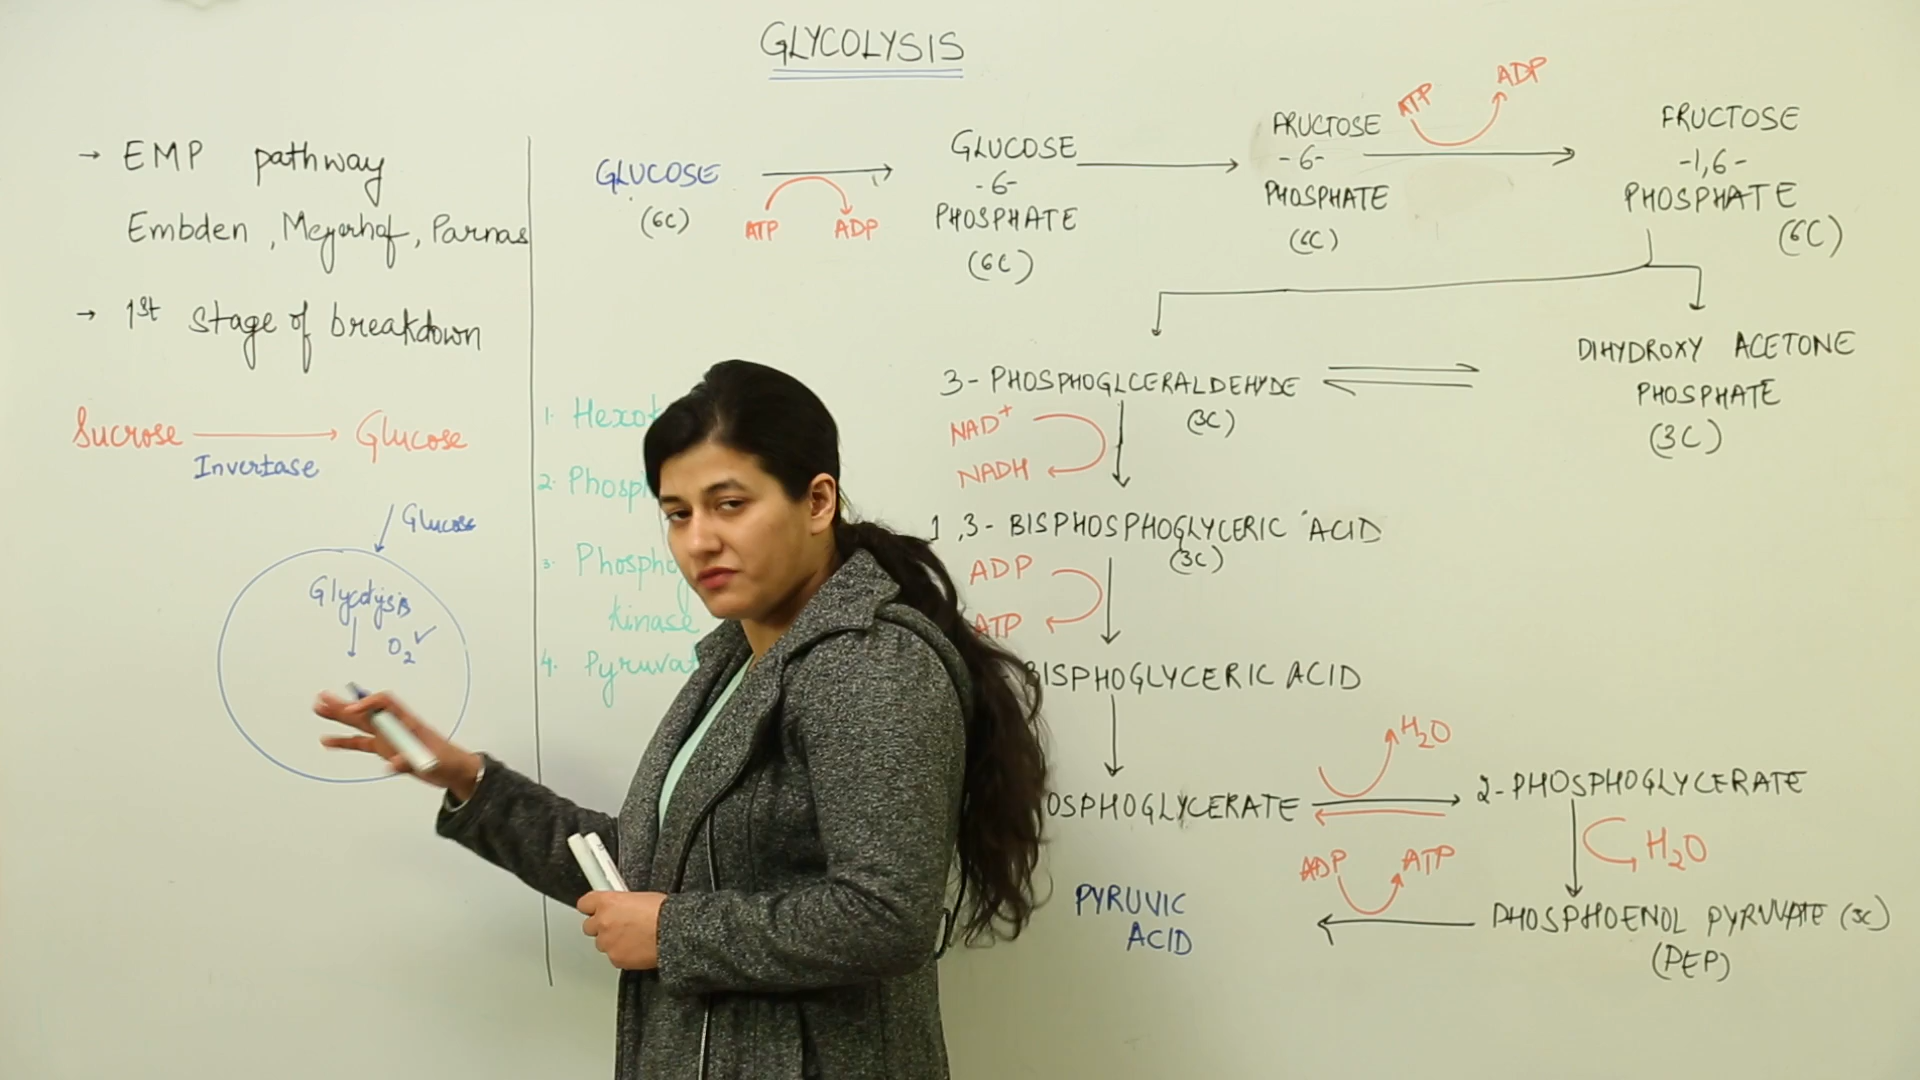 GLYCOLYSIS
→ EMP pathway
Embden, Meyerhof, Parnas
→ 1st stage of breakdown
Sucrose → Glucose
Invertase
Glucose
Glycolysis
↓ O2 ✓
GLUCOSE
(6C)
ATP ADP
GLUCOSE
-6-
PHOSPHATE
(6C)
FRUCTOSE
-6-
PHOSPHATE
(6C)
ATP ADP
FRUCTOSE
-1,6-
PHOSPHATE
(6C)
3-PHOSPHOGLCERALDEHYDE
(3C)
DIHYDROXY ACETONE
PHOSPHATE
(3C)
NAD+
NADH
1,3-BISPHOSPHOGLYCERIC ACID
(3C)
ADP
ATP
BISPHOGLYCERIC ACID
OSPHOGLYCERATE
H2O
2-PHOSPHOGLYCERATE
H2O
PHOSPHOENOL PYRUVATE (3C)
(PEP)
ADP ATP
PYRUVIC
ACID
1. Hexo
2. Phosp
3. Phospho
Kinase
4. Pyruva